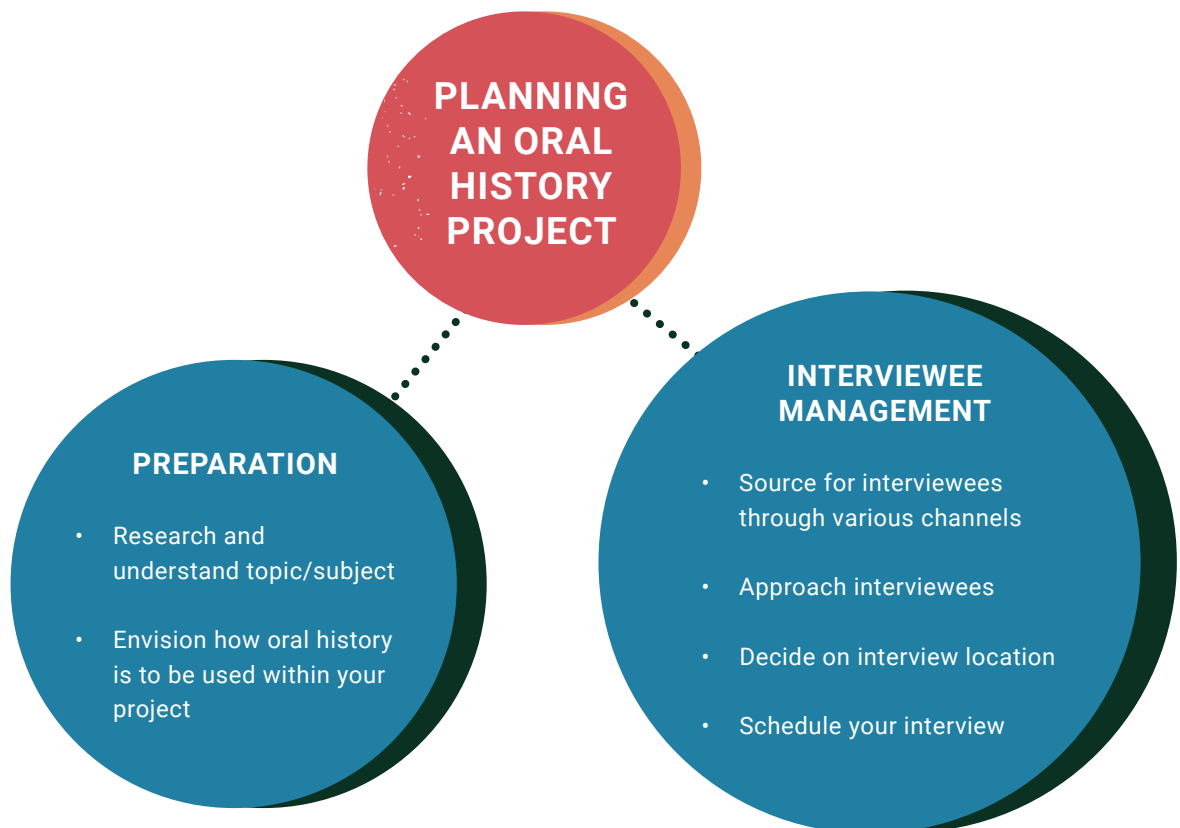 PLANNING
AN ORAL
HISTORY
PROJECT
PREPARATION
• Research and
understand topic/subject
• Envision how oral history
is to be used within your
project
INTERVIEWEE
MANAGEMENT
• Source for interviewees
through various channels
• Approach interviewees
• Decide on interview location
• Schedule your interview